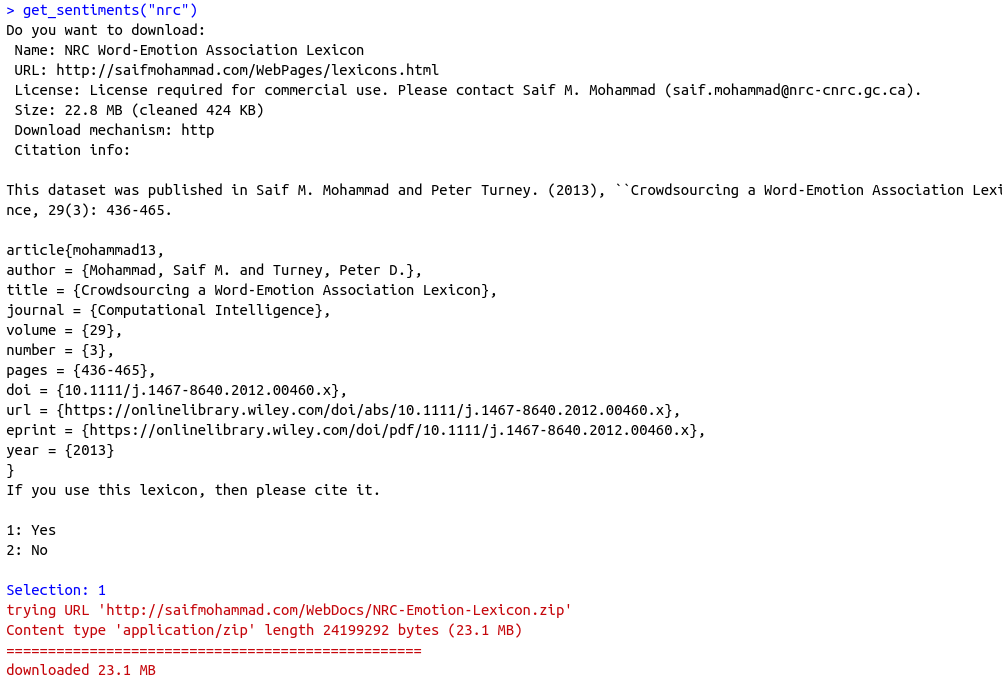 > get_sentiments("nrc")
Do you want to download:
 Name: NRC Word-Emotion Association Lexicon
 URL: http://saifmohammad.com/WebPages/lexicons.html
 License: License required for commercial use. Please contact Saif M. Mohammad (saif.mohammad@nrc-cnrc.gc.ca).
 Size: 22.8 MB (cleaned 424 KB)
 Download mechanism: http
 Citation info:

This dataset was published in Saif M. Mohammad and Peter Turney. (2013), ``Crowdsourcing a Word-Emotion Association Lexi
nce, 29(3): 436-465.

article{mohammad13,
author = {Mohammad, Saif M. and Turney, Peter D.},
title = {Crowdsourcing a Word-Emotion Association Lexicon},
journal = {Computational Intelligence},
volume = {29},
number = {3},
pages = {436-465},
doi = {10.1111/j.1467-8640.2012.00460.x},
url = {https://onlinelibrary.wiley.com/doi/abs/10.1111/j.1467-8640.2012.00460.x},
eprint = {https://onlinelibrary.wiley.com/doi/pdf/10.1111/j.1467-8640.2012.00460.x},
year = {2013}
}
If you use this lexicon, then please cite it.

1: Yes
2: No

Selection: 1
trying URL 'http://saifmohammad.com/WebDocs/NRC-Emotion-Lexicon.zip'
Content type 'application/zip' length 24199292 bytes (23.1 MB)
==================================================
downloaded 23.1 MB